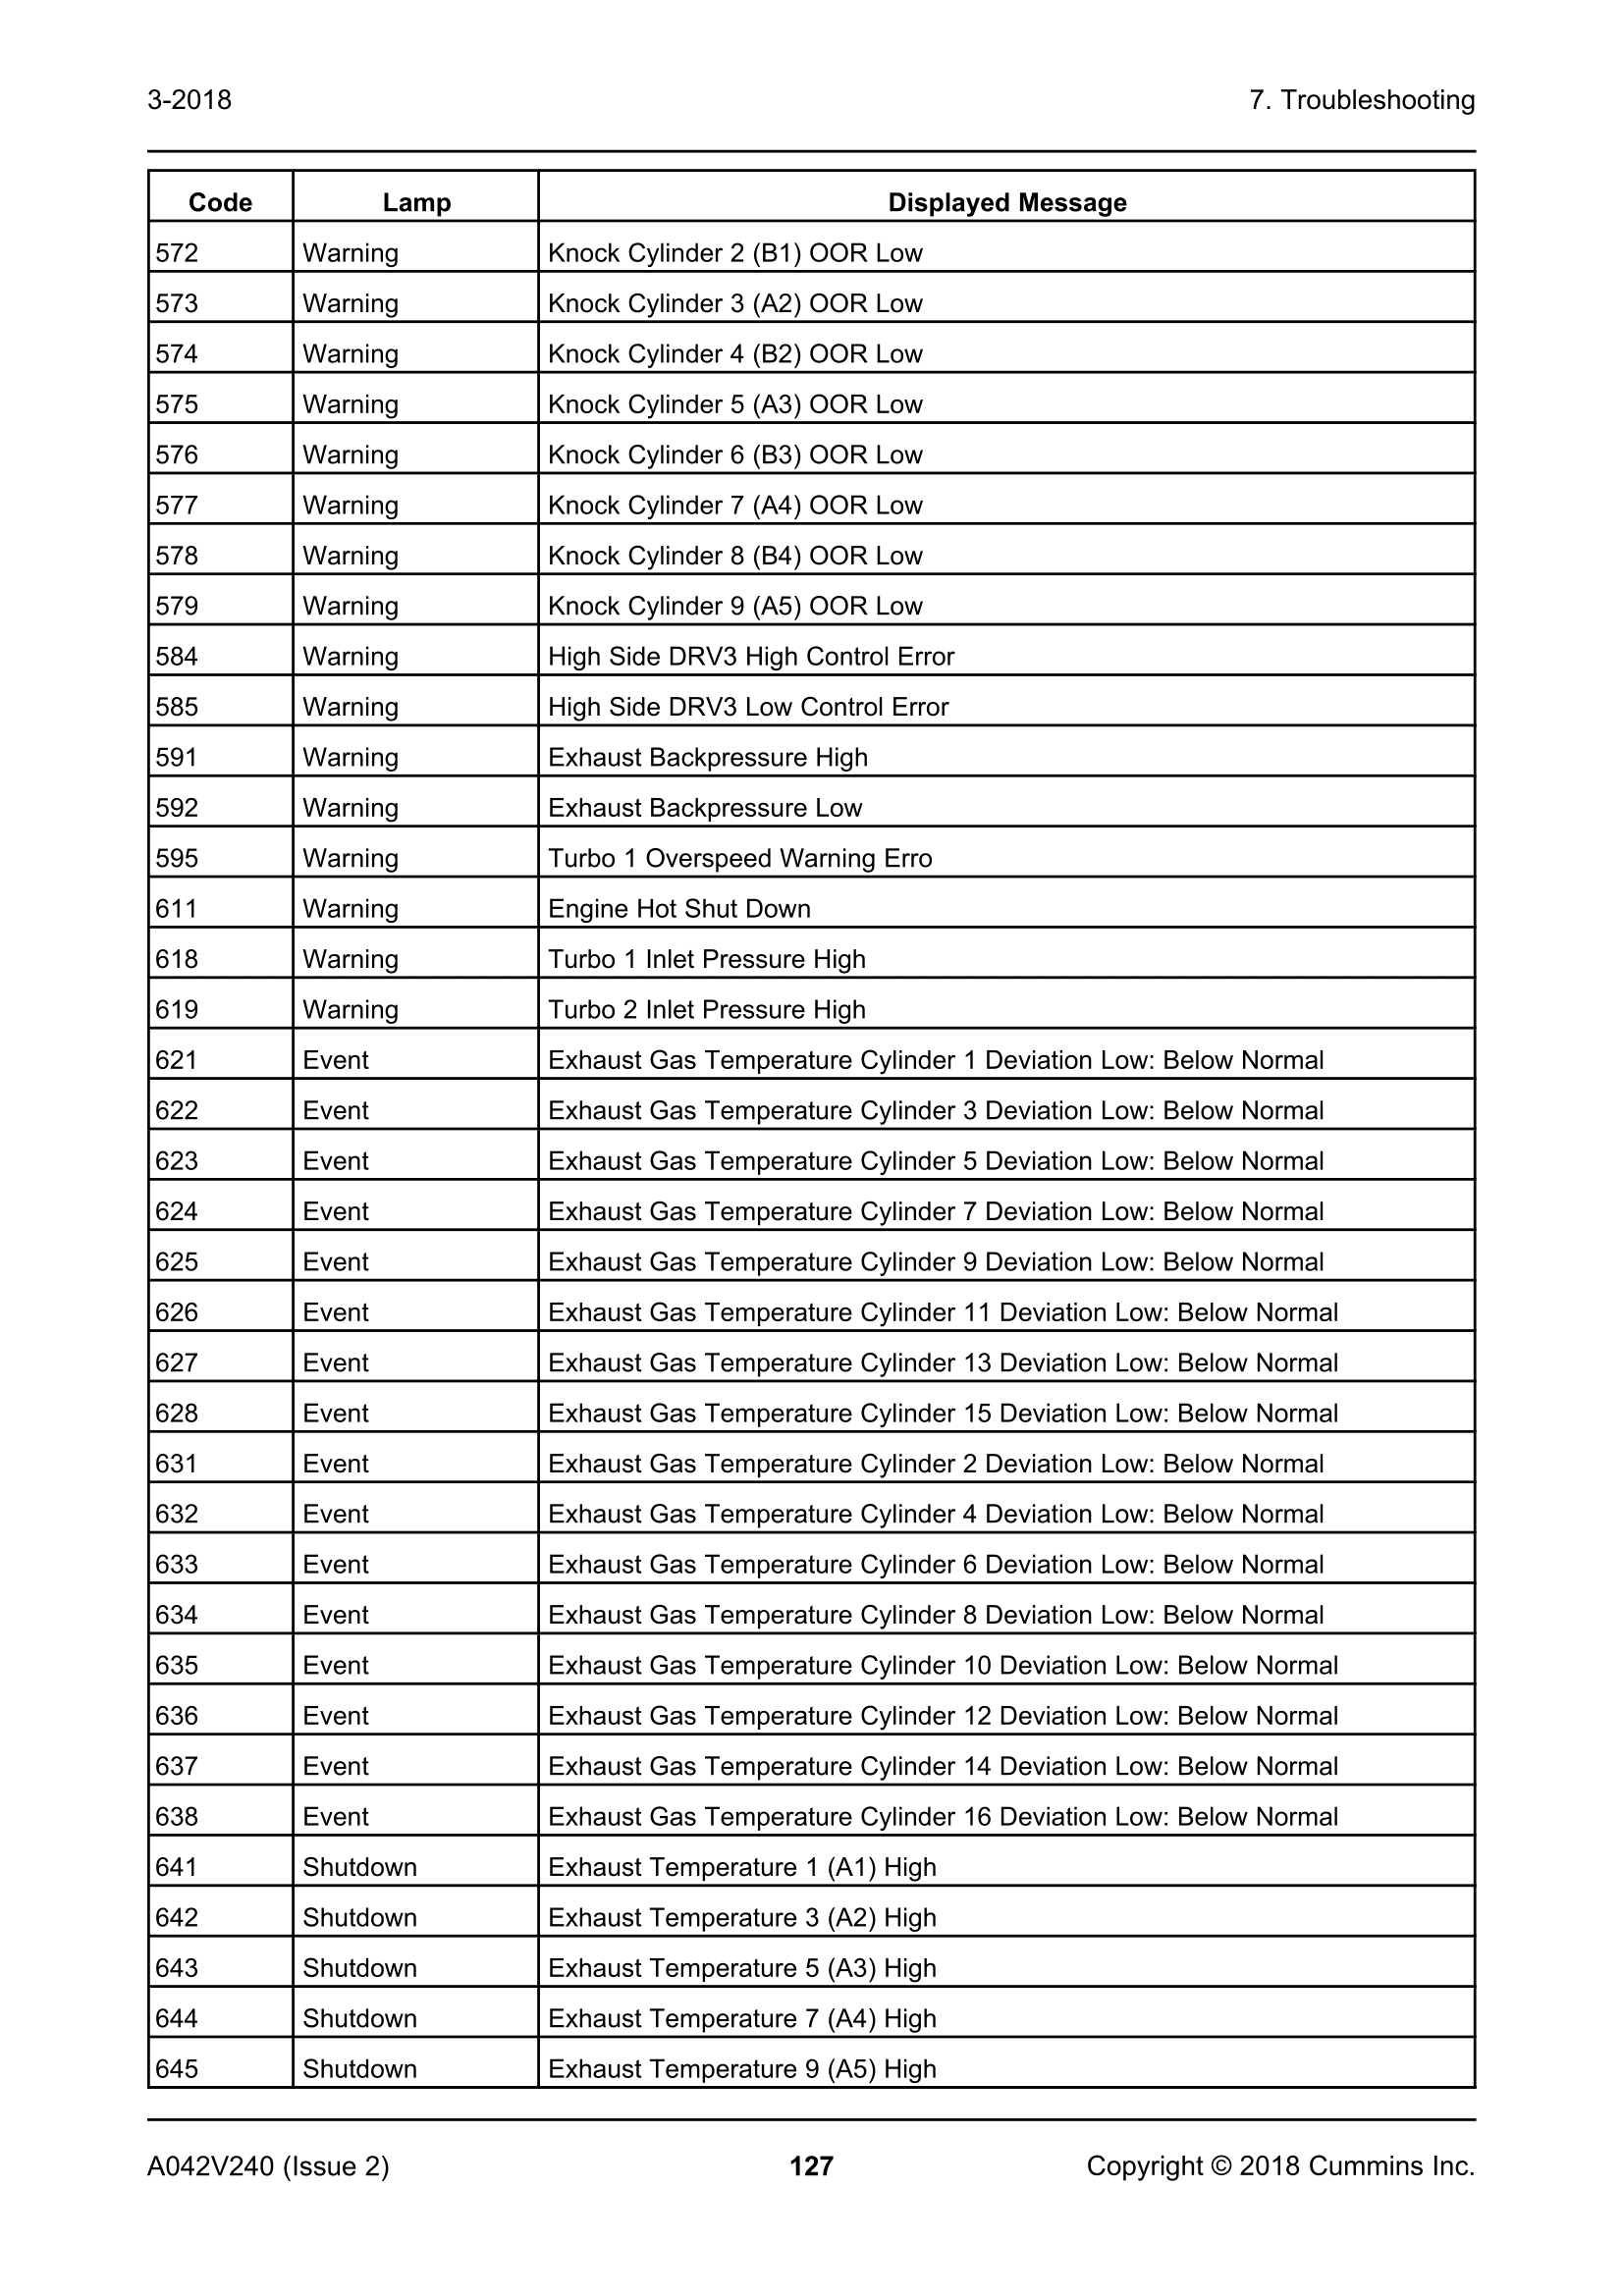 3-2018 7. Troubleshooting
Code Lamp Displayed Message
572 Warning Knock Cylinder 2 (B1) OOR Low
573 Warning Knock Cylinder 3 (A2) OOR Low
574 Warning Knock Cylinder 4 (B2) OOR Low
575 Warning Knock Cylinder 5 (A3) OOR Low
576 Warning Knock Cylinder 6 (B3) OOR Low
577 Warning Knock Cylinder 7 (A4) OOR Low
578 Warning Knock Cylinder 8 (B4) OOR Low
579 Warning Knock Cylinder 9 (A5) OOR Low
584 Warning High Side DRV3 High Control Error
585 Warning High Side DRV3 Low Control Error
591 Warning Exhaust Backpressure High
592 Warning Exhaust Backpressure Low
595 Warning Turbo 1 Overspeed Warning Erro
611 Warning Engine Hot Shut Down
618 Warning Turbo 1 Inlet Pressure High
619 Warning Turbo 2 Inlet Pressure High
621 Event Exhaust Gas Temperature Cylinder 1 Deviation Low: Below Normal
622 Event Exhaust Gas Temperature Cylinder 3 Deviation Low: Below Normal
623 Event Exhaust Gas Temperature Cylinder 5 Deviation Low: Below Normal
624 Event Exhaust Gas Temperature Cylinder 7 Deviation Low: Below Normal
625 Event Exhaust Gas Temperature Cylinder 9 Deviation Low: Below Normal
626 Event Exhaust Gas Temperature Cylinder 11 Deviation Low: Below Normal
627 Event Exhaust Gas Temperature Cylinder 13 Deviation Low: Below Normal
628 Event Exhaust Gas Temperature Cylinder 15 Deviation Low: Below Normal
631 Event Exhaust Gas Temperature Cylinder 2 Deviation Low: Below Normal
632 Event Exhaust Gas Temperature Cylinder 4 Deviation Low: Below Normal
633 Event Exhaust Gas Temperature Cylinder 6 Deviation Low: Below Normal
634 Event Exhaust Gas Temperature Cylinder 8 Deviation Low: Below Normal
635 Event Exhaust Gas Temperature Cylinder 10 Deviation Low: Below Normal
636 Event Exhaust Gas Temperature Cylinder 12 Deviation Low: Below Normal
637 Event Exhaust Gas Temperature Cylinder 14 Deviation Low: Below Normal
638 Event Exhaust Gas Temperature Cylinder 16 Deviation Low: Below Normal
641 Shutdown Exhaust Temperature 1 (A1) High
642 Shutdown Exhaust Temperature 3 (A2) High
643 Shutdown Exhaust Temperature 5 (A3) High
644 Shutdown Exhaust Temperature 7 (A4) High
645 Shutdown Exhaust Temperature 9 (A5) High
A042V240 (Issue 2) 127 Copyright © 2018 Cummins Inc.